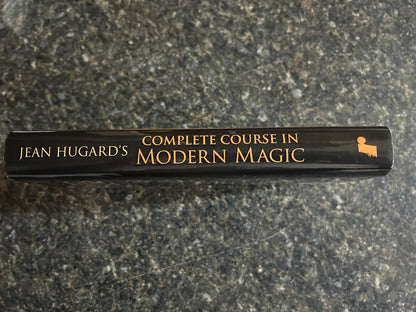 JEAN HUGARD'S
COMPLETE COURSE IN
MODERN MAGIC